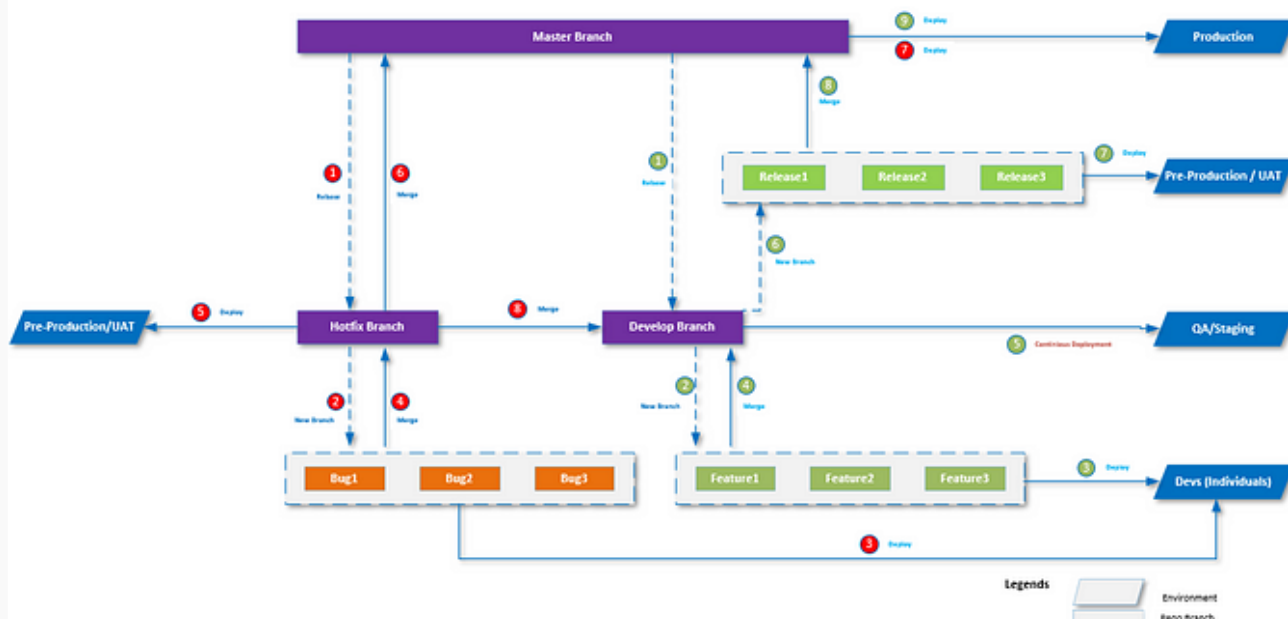 9 Deploy
Master Branch
Production
7 Deploy
8
Merge
1
Release
6
Merge
1
Release
7 Deploy
Release1
Release2
Release3
Pre-Production / UAT
6
New Branch
5 Deploy
8 Merge
Pre-Production/UAT
Hotfix Branch
Develop Branch
QA/Staging
5 Continious Deployment
2
New Branch
4
Merge
2
New Branch
4
Merge
Bug1
Bug2
Bug3
Feature1
Feature2
Feature3
3 Deploy
Devs (Individuals)
3 Deploy
Legends
Environment
Repo Branch